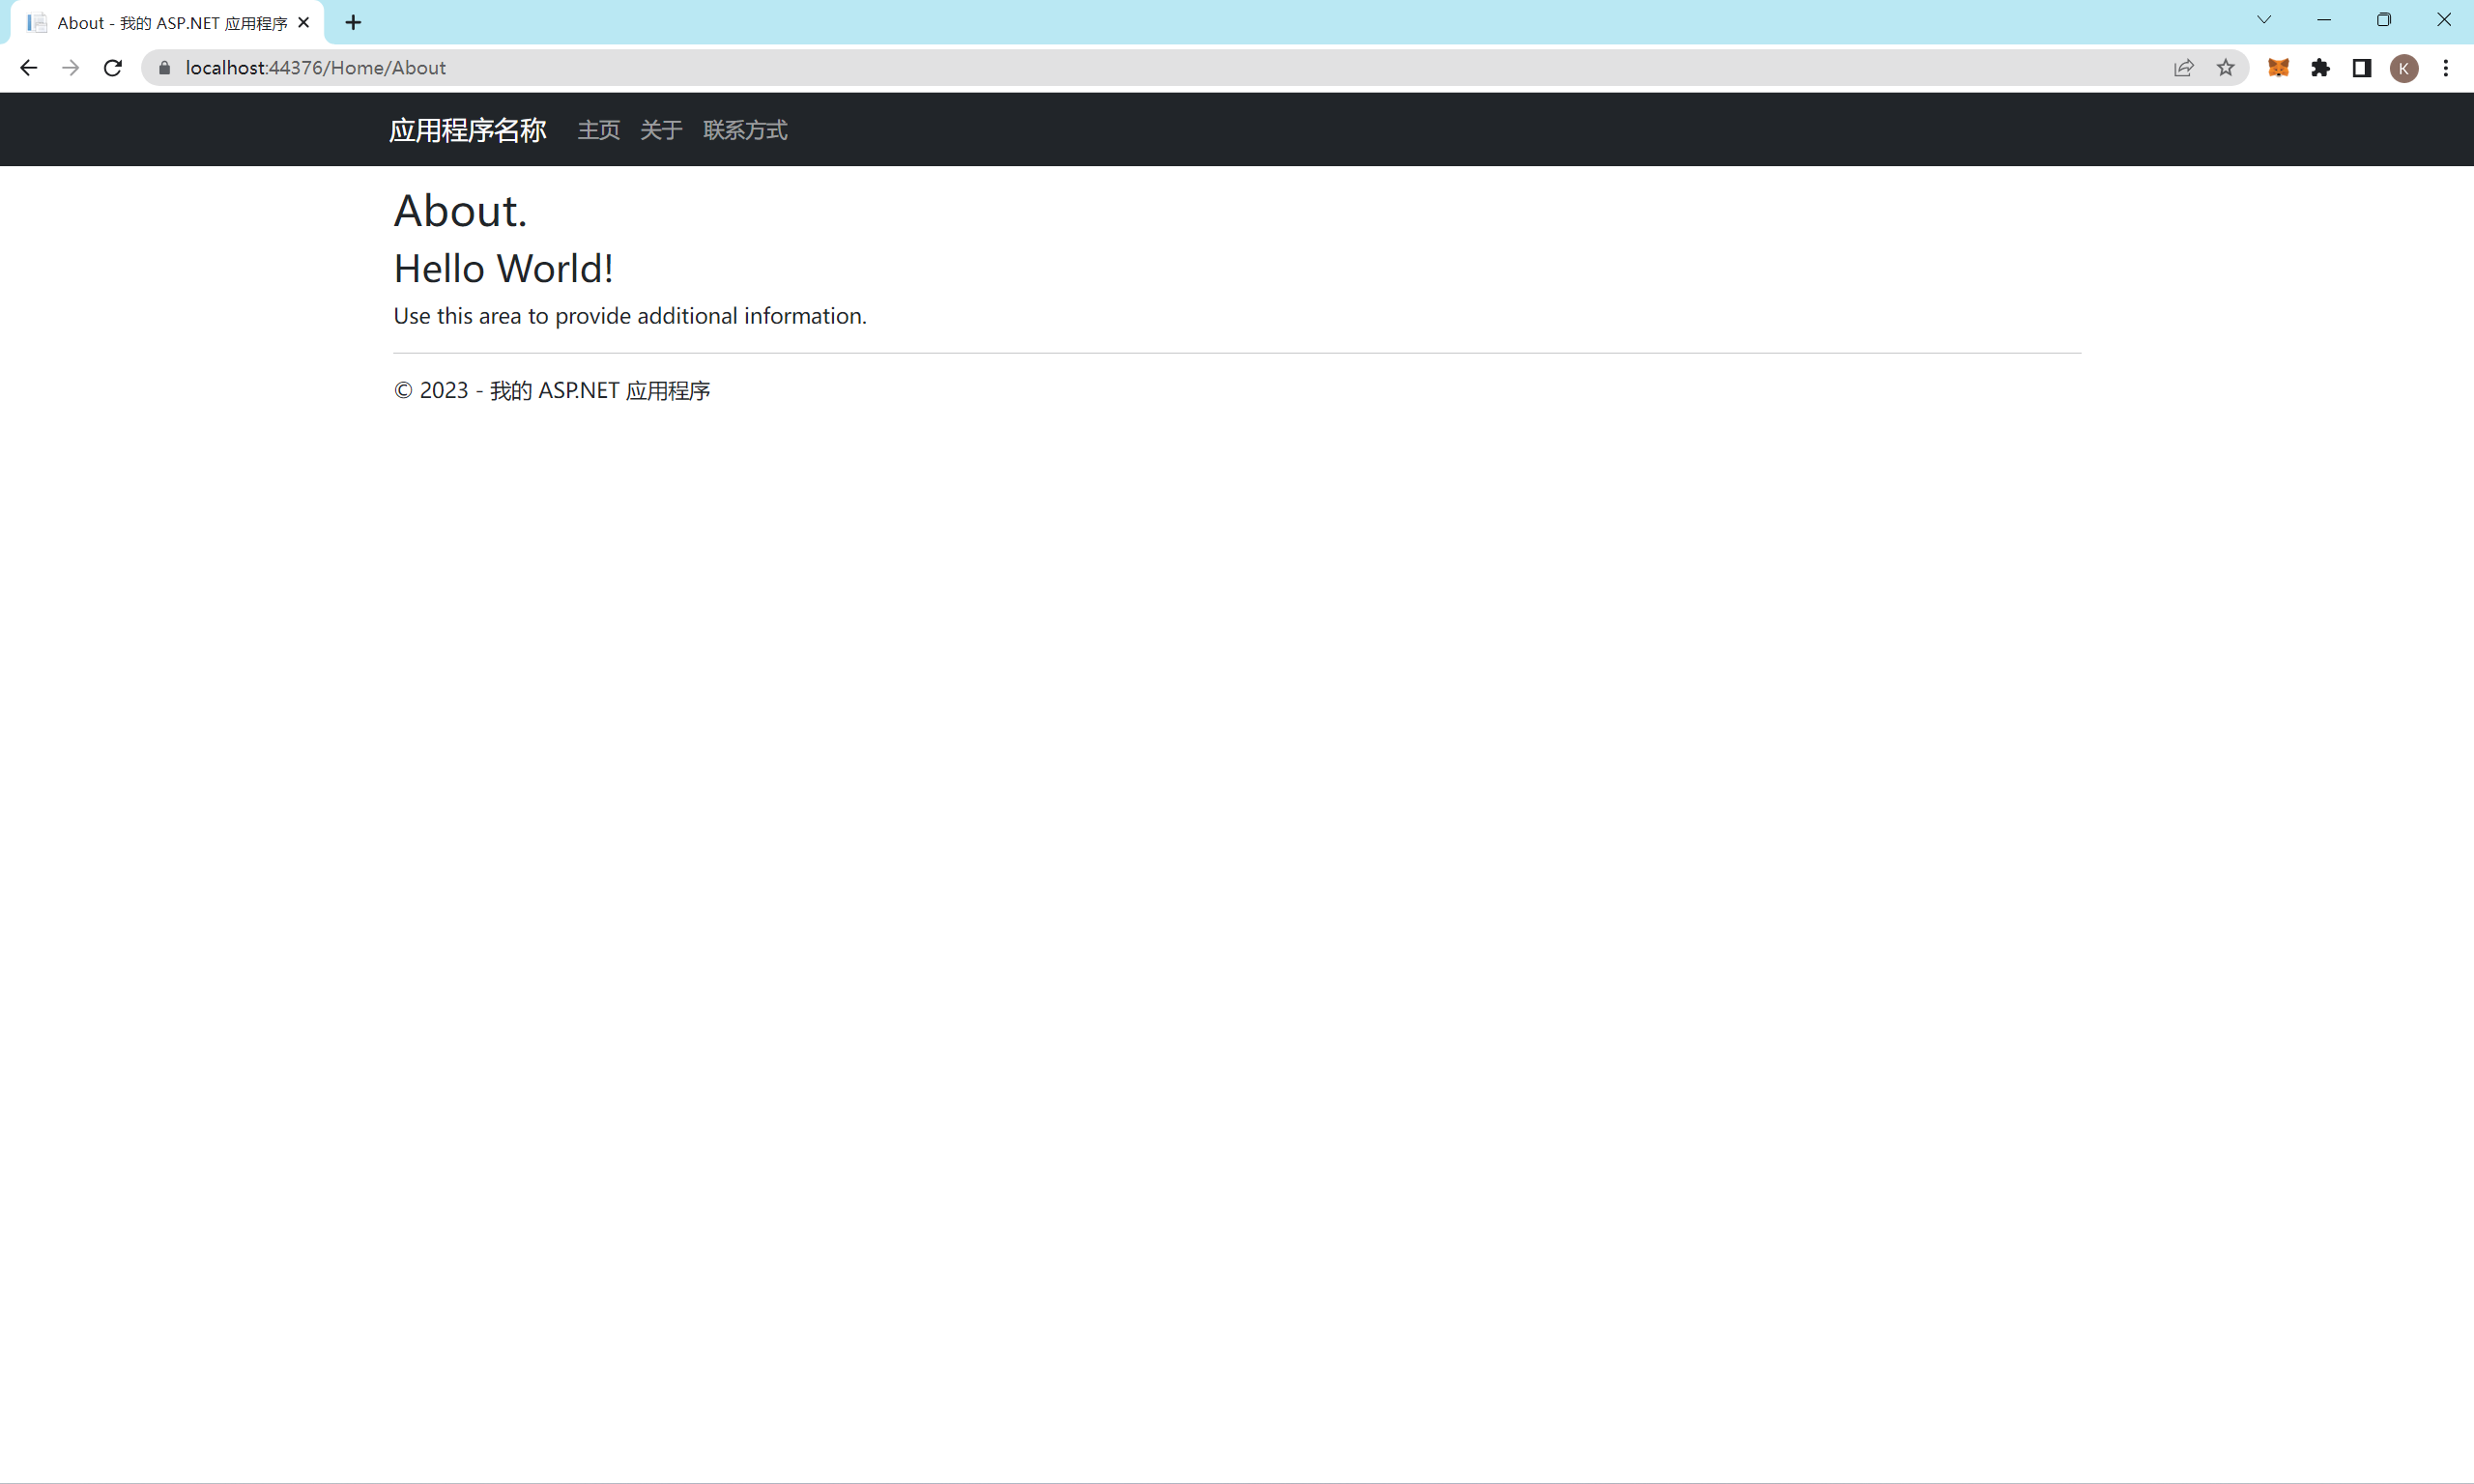 About - 我的 ASP.NET 应用程序
localhost:44376/Home/About
K
应用程序名称 主页 关于 联系方式
About.
Hello World!
Use this area to provide additional information.
© 2023 - 我的 ASP.NET 应用程序